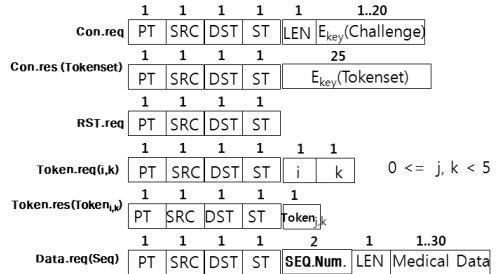 1 1 1 1 1 1..20
Con.req PT SRC DST ST LEN Ekey(Challenge)
1 1 1 1 25
Con.res (Tokenset) PT SRC DST ST Ekey(Tokenset)
1 1 1 1
RST.req PT SRC DST ST
1 1 1 1 1 1
Token.req(i,k) PT SRC DST ST i k 0 <= j, k < 5
1 1 1 1 1
Token.res(Tokeni,k) PT SRC DST ST Tokenj,k
1 1 1 1 2 1 1..30
Data.req(Seq) PT SRC DST ST SEQ.Num. LEN Medical Data